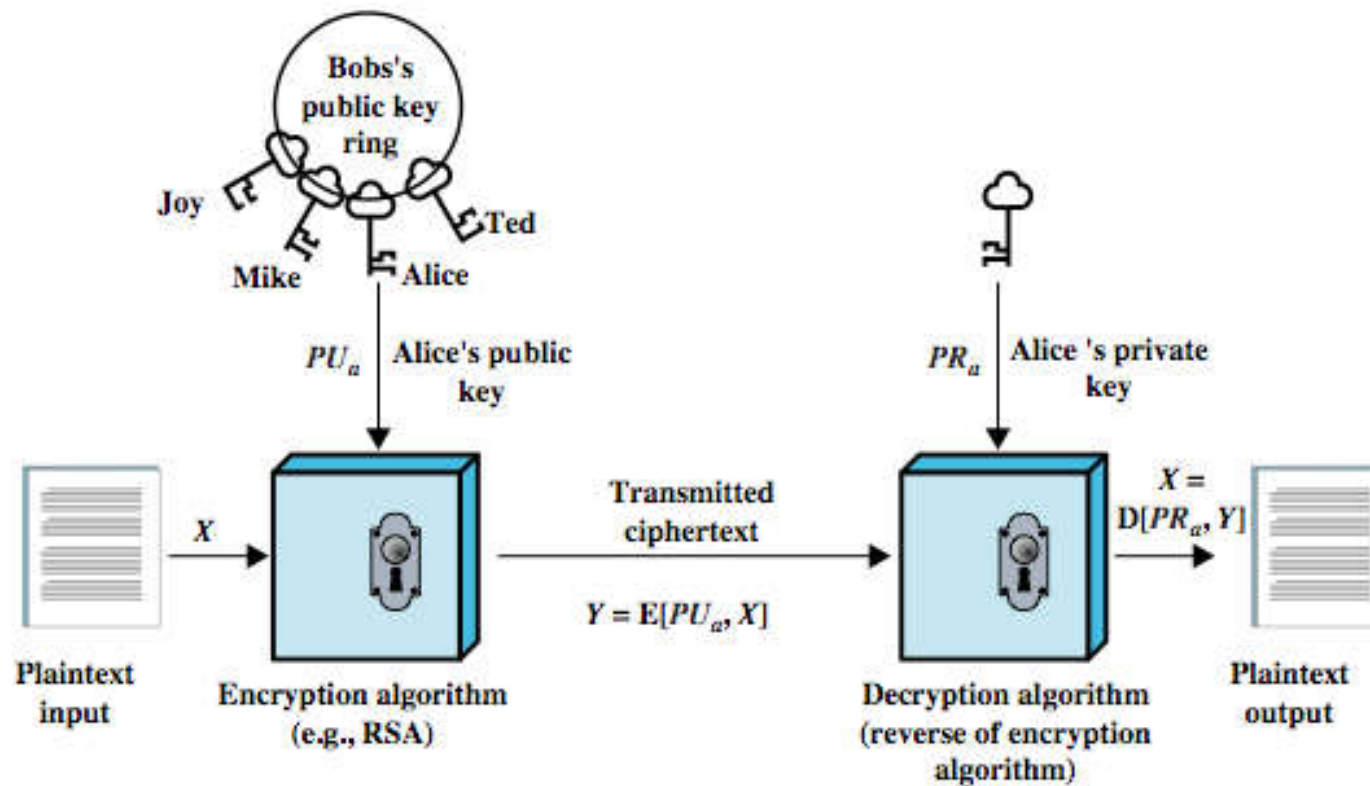 Bobs's
public key
ring
Joy
Mike
Alice
Ted
PUₐ
Alice's public
key
PRₐ
Alice 's private
key
X
Transmitted
ciphertext
Y = E[PUₐ, X]
X =
D[PRₐ, Y]
Plaintext
input
Encryption algorithm
(e.g., RSA)
Decryption algorithm
(reverse of encryption
algorithm)
Plaintext
output